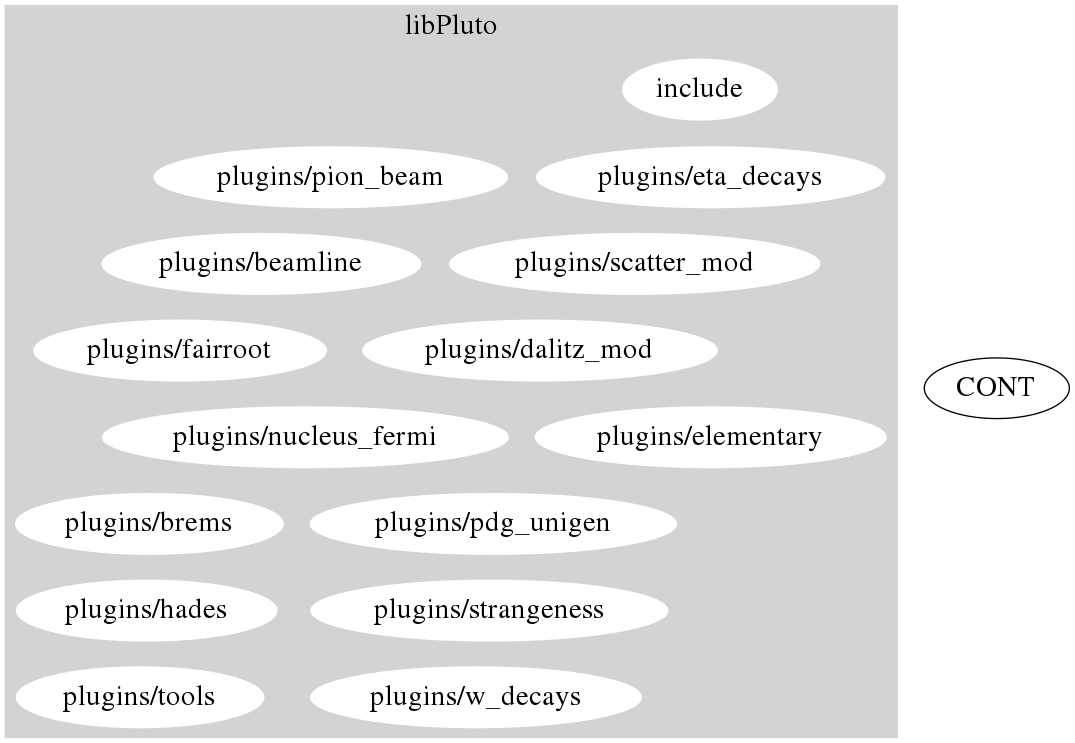 libPluto
include
plugins/pion_beam
plugins/eta_decays
plugins/beamline
plugins/scatter_mod
plugins/fairroot
plugins/dalitz_mod
CONT
plugins/nucleus_fermi
plugins/elementary
plugins/brems
plugins/pdg_unigen
plugins/hades
plugins/strangeness
plugins/tools
plugins/w_decays